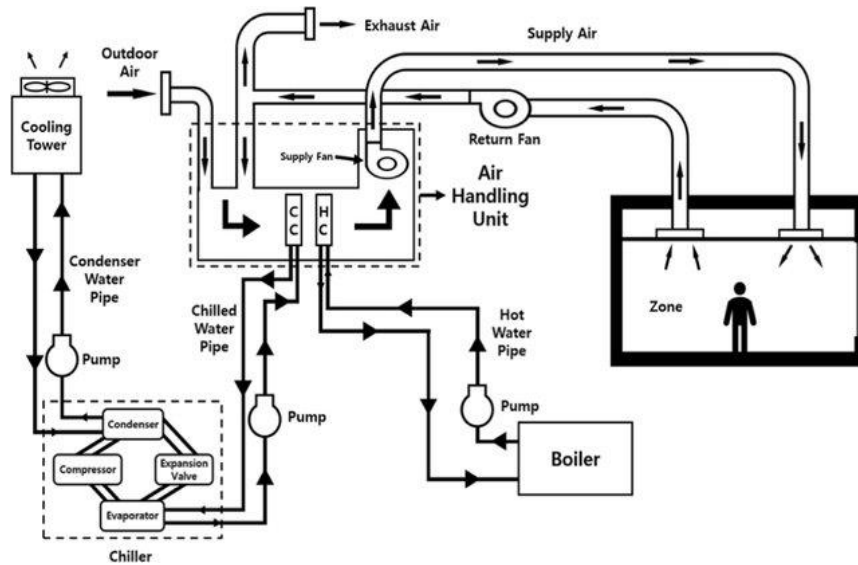 Exhaust Air
Supply Air
Outdoor
Air
Cooling
Tower
Return Fan
Supply Fan
Air
Handling
Unit
C
C
H
C
Condenser
Water
Pipe
Chilled
Water
Pipe
Hot
Water
Pipe
Zone
Pump
Pump
Pump
Condenser
Compressor
Expansion
Valve
Evaporator
Boiler
Chiller